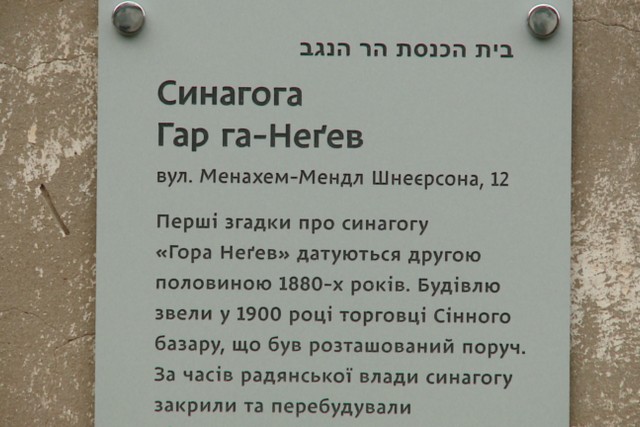 בית הכנסת הר הנגב
Синагога
Гар га-Неґев
вул. Менахем-Мендл Шнеєрсона, 12
Перші згадки про синагогу
«Гора Неґев» датуються другою
половиною 1880-х років. Будівлю
звели у 1900 році торговці Сінного
базару, що був розташований поруч.
За часів радянської влади синагогу
закрили та перебудували